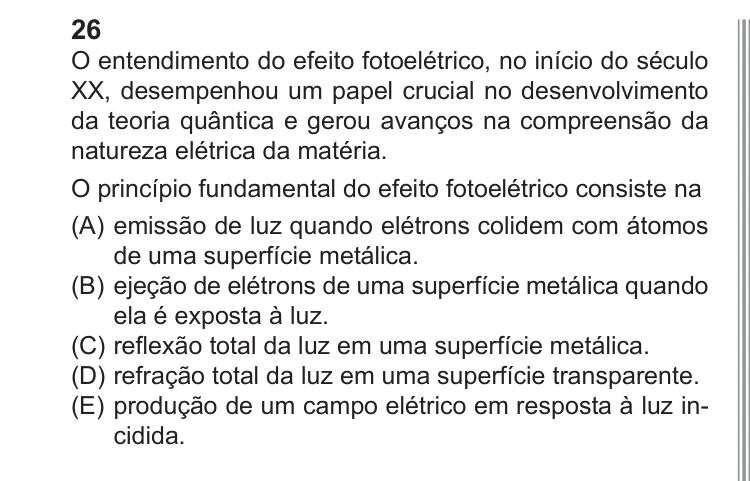 26
O entendimento do efeito fotoelétrico, no início do século
XX, desempenhou um papel crucial no desenvolvimento
da teoria quântica e gerou avanços na compreensão da
natureza elétrica da matéria.
O princípio fundamental do efeito fotoelétrico consiste na
(A) emissão de luz quando elétrons colidem com átomos
de uma superfície metálica.
(B) ejeção de elétrons de uma superfície metálica quando
ela é exposta à luz.
(C) reflexão total da luz em uma superfície metálica.
(D) refração total da luz em uma superfície transparente.
(E) produção de um campo elétrico em resposta à luz in-
cidida.